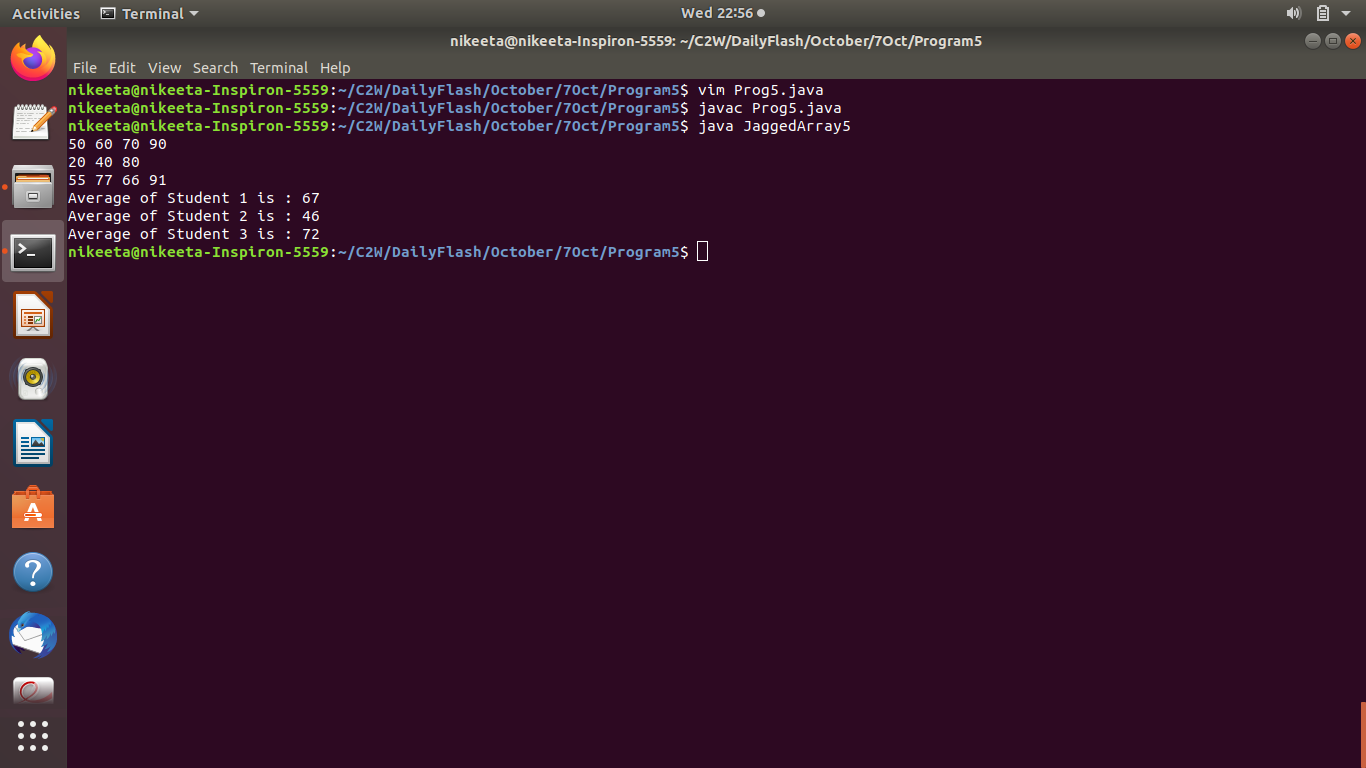 Activities Terminal Wed 22:56
nikeeta@nikeeta-Inspiron-5559: ~/C2W/DailyFlash/October/7Oct/Program5
File Edit View Search Terminal Help
nikeeta@nikeeta-Inspiron-5559:~/C2W/DailyFlash/October/7Oct/Program5$ vim Prog5.java
nikeeta@nikeeta-Inspiron-5559:~/C2W/DailyFlash/October/7Oct/Program5$ javac Prog5.java
nikeeta@nikeeta-Inspiron-5559:~/C2W/DailyFlash/October/7Oct/Program5$ java JaggedArray5
50 60 70 90
20 40 80
55 77 66 91
Average of Student 1 is : 67
Average of Student 2 is : 46
Average of Student 3 is : 72
nikeeta@nikeeta-Inspiron-5559:~/C2W/DailyFlash/October/7Oct/Program5$